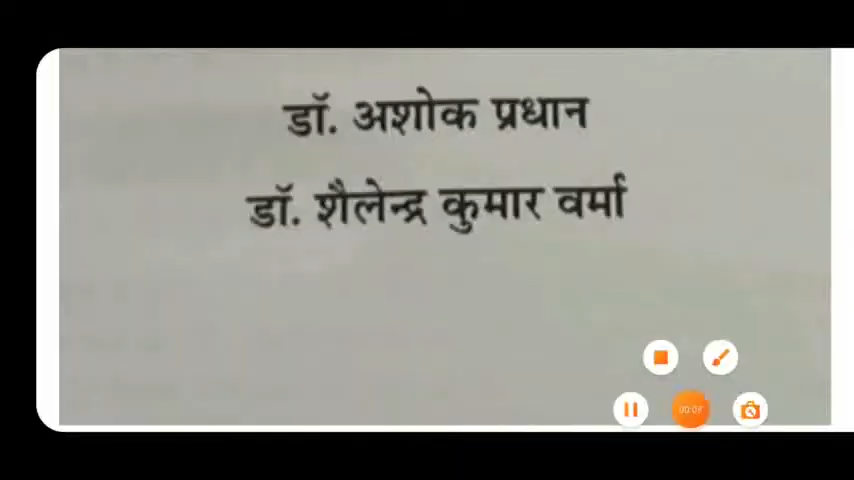 डॉ. अशोक प्रधान
डॉ. शैलेन्द्र कुमार वर्मा